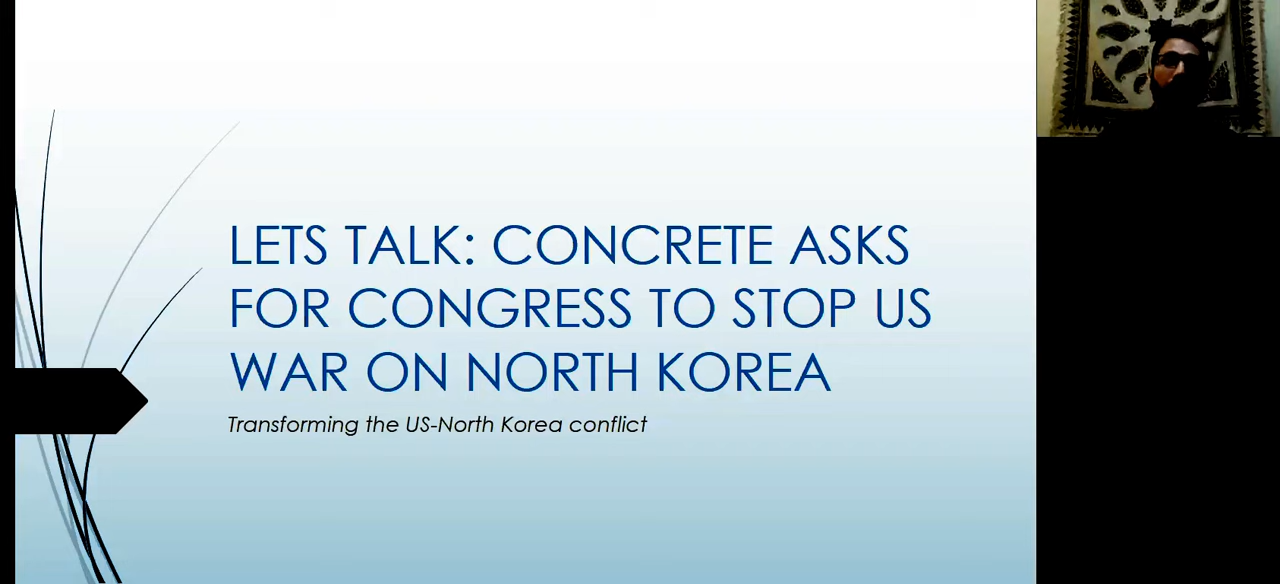 LETS TALK: CONCRETE ASKS
FOR CONGRESS TO STOP US
WAR ON NORTH KOREA
Transforming the US-North Korea conflict